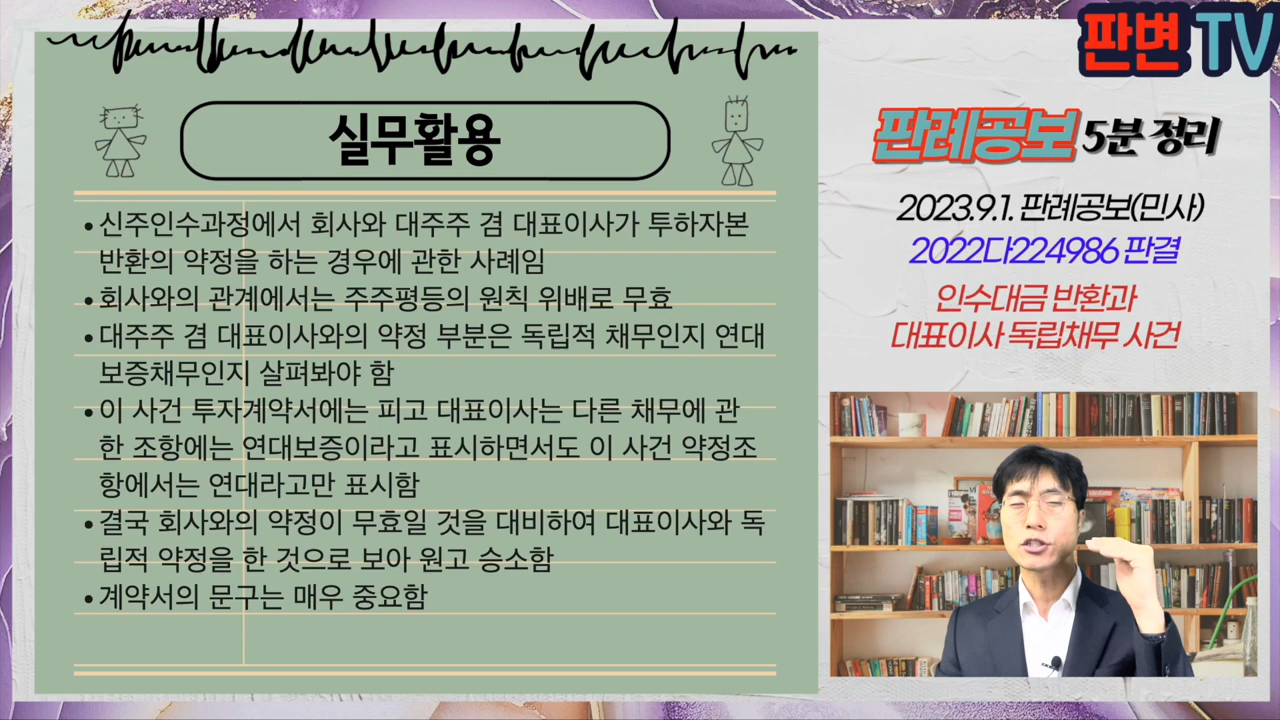 판변 TV
실무활용
• 신주인수과정에서 회사와 대주주 겸 대표이사가 투하자본
반환의 약정을 하는 경우에 관한 사례임
• 회사와의 관계에서는 주주평등의 원칙 위배로 무효
• 대주주 겸 대표이사와의 약정 부분은 독립적 채무인지 연대
보증채무인지 살펴봐야 함
• 이 사건 투자계약서에는 피고 대표이사는 다른 채무에 관
한 조항에는 연대보증이라고 표시하면서도 이 사건 약정조
항에서는 연대라고만 표시함
• 결국 회사와의 약정이 무효일 것을 대비하여 대표이사와 독
립적 약정을 한 것으로 보아 원고 승소함
• 계약서의 문구는 매우 중요함
판례공보 5분 정리
2023.9.1. 판례공보(민사)
2022다224986 판결
인수대금 반환과
대표이사 독립채무 사건